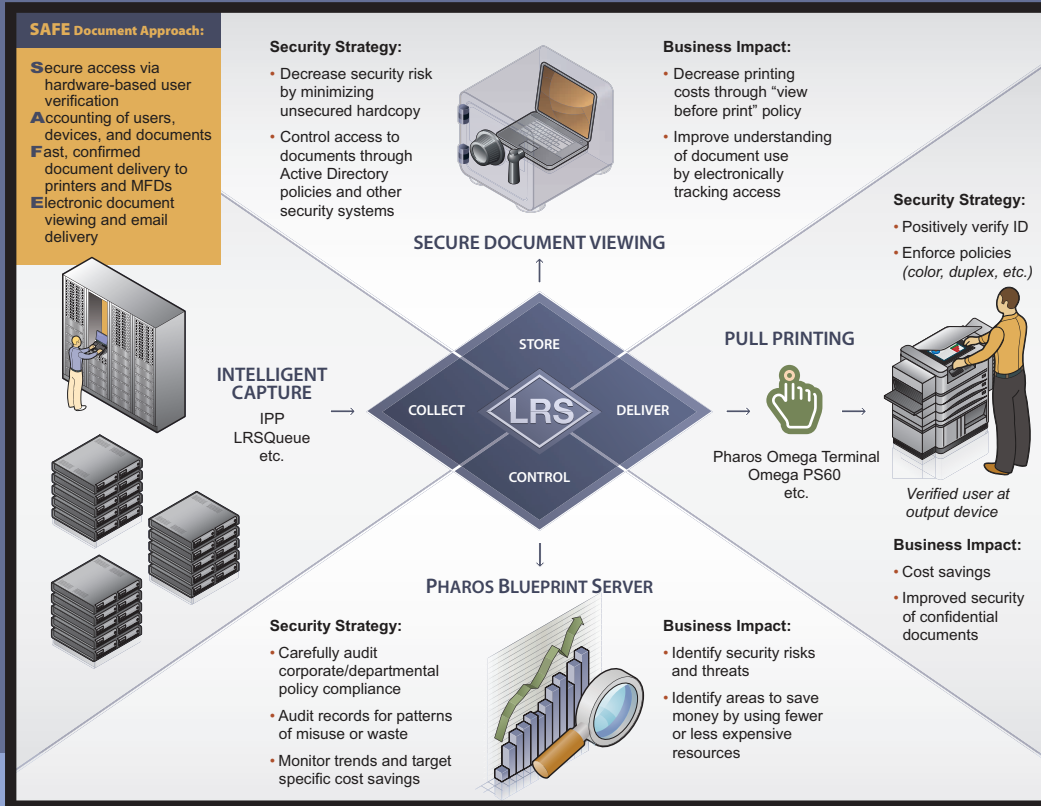 SAFE Document Approach:
Secure access via
hardware-based user
verification
Accounting of users,
devices, and documents
Fast, confirmed
document delivery to
printers and MFDs
Electronic document
viewing and email
delivery
Security Strategy:
• Decrease security risk
by minimizing
unsecured hardcopy
• Control access to
documents through
Active Directory
policies and other
security systems
Business Impact:
• Decrease printing
costs through “view
before print” policy
• Improve understanding
of document use
by electronically
tracking access
SECURE DOCUMENT VIEWING
Security Strategy:
• Positively verify ID
• Enforce policies
(color, duplex, etc.)
INTELLIGENT
CAPTURE
IPP
LRSQueue
etc.
STORE
COLLECT
LRS
DELIVER
CONTROL
PULL PRINTING
Pharos Omega Terminal
Omega PS60
etc.
Verified user at
output device
Business Impact:
• Cost savings
• Improved security
of confidential
documents
PHAROS BLUEPRINT SERVER
Security Strategy:
• Carefully audit
corporate/departmental
policy compliance
• Audit records for patterns
of misuse or waste
• Monitor trends and target
specific cost savings
Business Impact:
• Identify security risks
and threats
• Identify areas to save
money by using fewer
or less expensive
resources